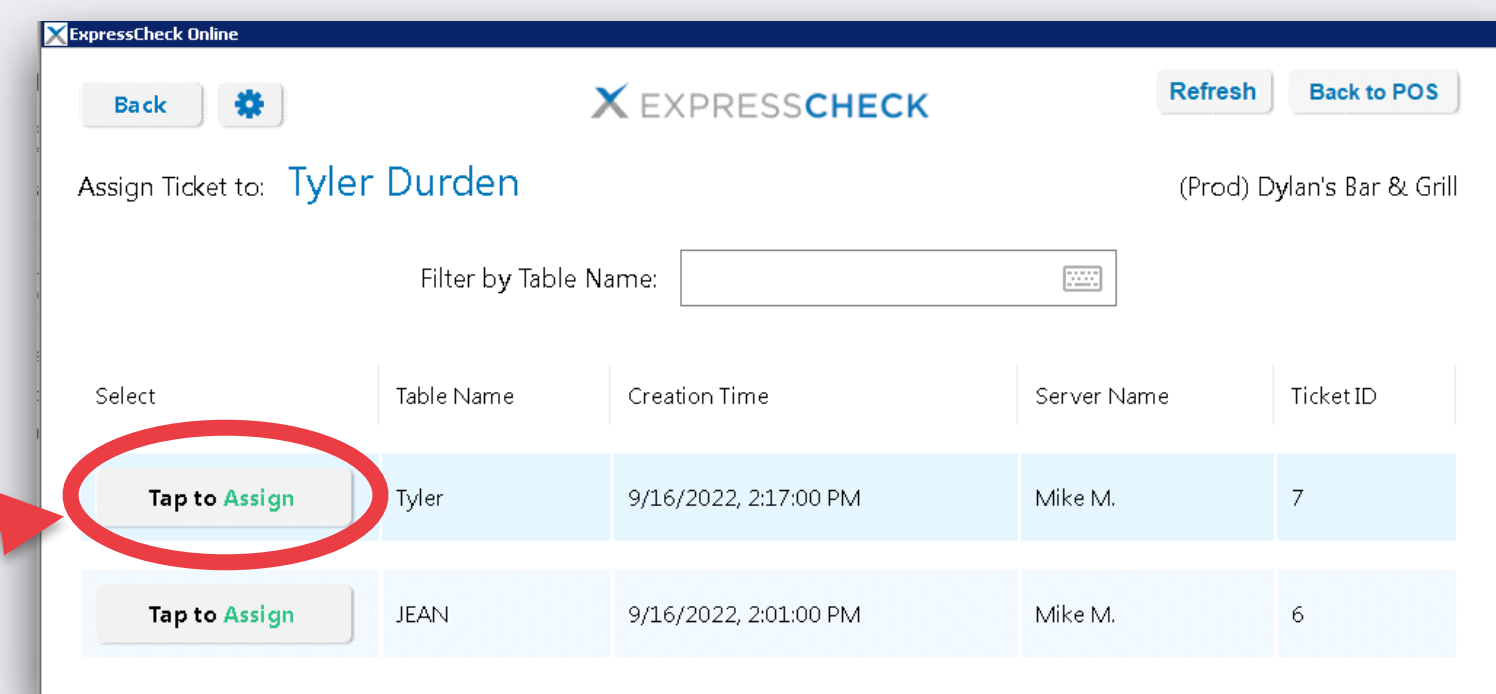 ExpressCheck Online
Back
EXPRESSCHECK
Refresh
Back to POS
Assign Ticket to: Tyler Durden
(Prod) Dylan's Bar & Grill
Filter by Table Name:
Select Table Name Creation Time Server Name Ticket ID
Tap to Assign Tyler 9/16/2022, 2:17:00 PM Mike M. 7
Tap to Assign JEAN 9/16/2022, 2:01:00 PM Mike M. 6